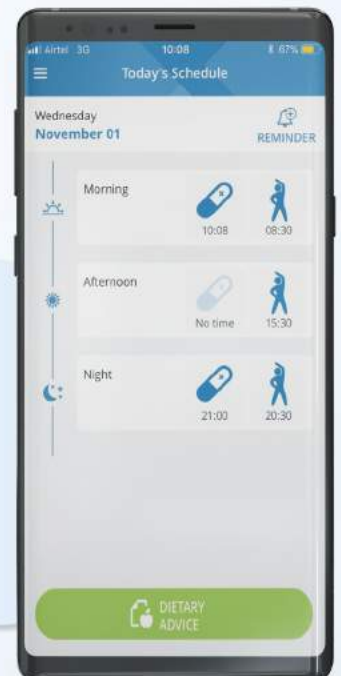 Airtel 3G 10:08 67%
Today's Schedule
Wednesday
November 01
REMINDER
Morning
10:08 08:30
Afternoon
No time 15:30
Night
21:00 20:30
DIETARY
ADVICE